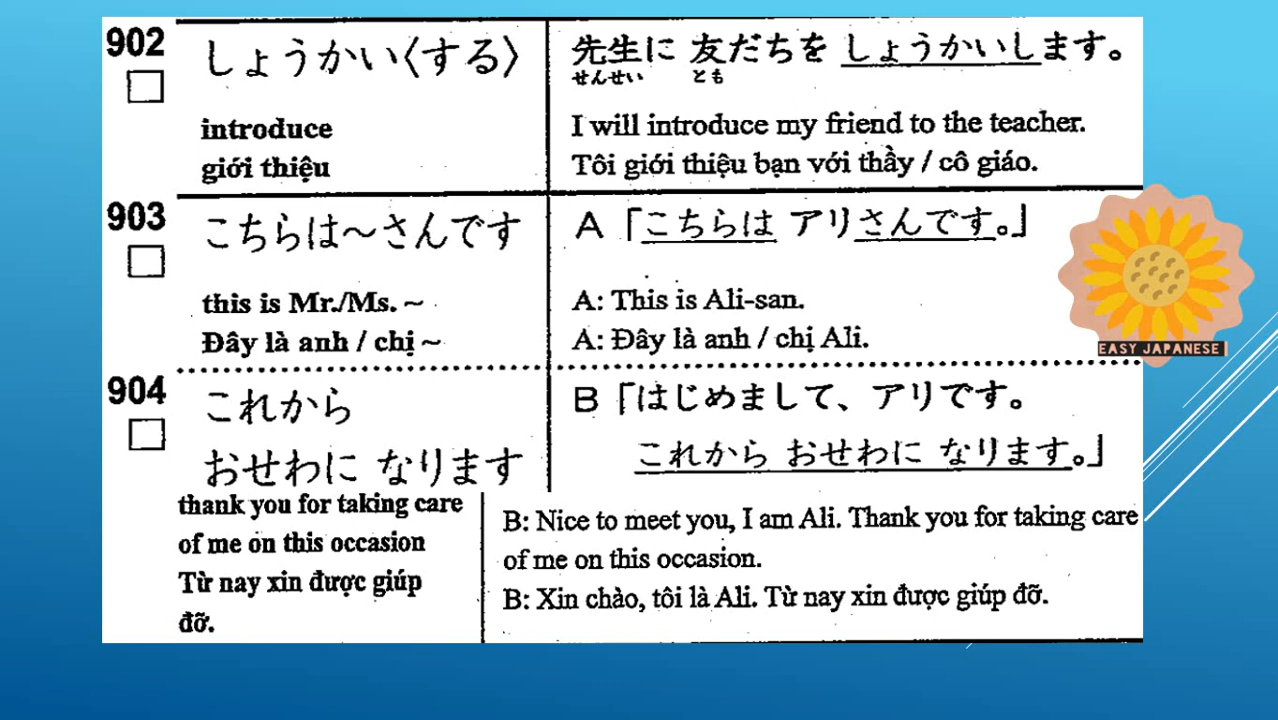 902
しょうかい〈する〉
introduce
giới thiệu
先生に 友だちを しょうかいします。
せんせい とも
I will introduce my friend to the teacher.
Tôi giới thiệu bạn với thầy / cô giáo.
903
こちらは～さんです
this is Mr./Ms. ~
Đây là anh / chị ~
A「こちらは アリさんです。」
A: This is Ali-san.
A: Đây là anh / chị Ali.
EASY JAPANESE
904
これから
おせわに なります
thank you for taking care
of me on this occasion
Từ nay xin được giúp
đỡ.
B「はじめまして、アリです。
これから おせわに なります。」
B: Nice to meet you, I am Ali. Thank you for taking care
of me on this occasion.
B: Xin chào, tôi là Ali. Từ nay xin được giúp đỡ.